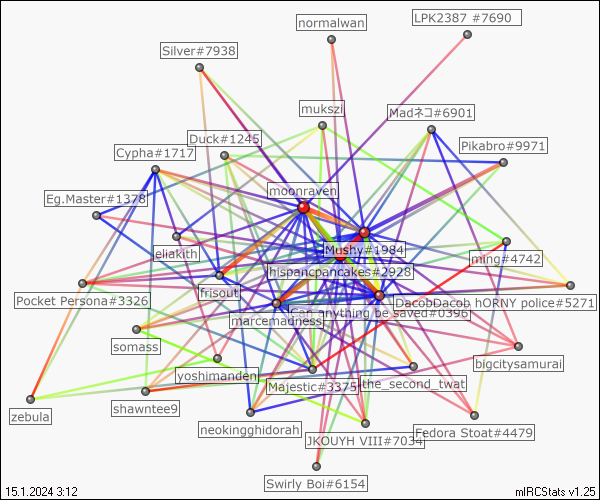 LPK2387 #7690
normalwan
Silver#7938
mukszi
Madネコ#6901
Duck#1245
Pikabro#9971
Cypha#1717
moonraven
Eg.Master#1378
Mushy#1984
eliakith
ming#4742
hispancpancakes#2928
frisout
Pocket Persona#3326
DacobDacob hORNY police#5271
Can anything be saved#0396
marcemadness
somass
bigcitysamurai
yoshimanden
Majestic#3375
the_second_twat
zebula
shawntee9
neokingghidorah
JKOUYH VIII#7034
Fedora Stoat#4479
Swirly Boi#6154
15.1.2024 3:12
mIRCStats v1.25